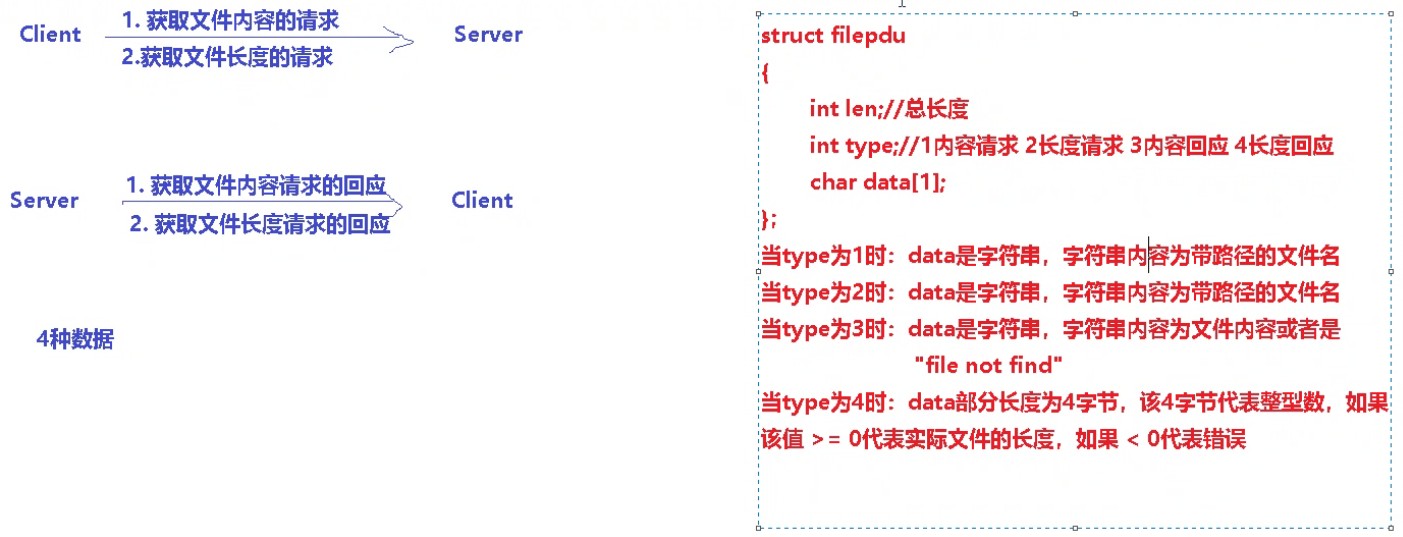 Client
1. 获取文件内容的请求
2.获取文件长度的请求
Server
Server
1. 获取文件内容请求的回应
2. 获取文件长度请求的回应
Client
4种数据
struct filepdu
{
int len;//总长度
int type;//1内容请求 2长度请求 3内容回应 4长度回应
char data[1];
};
当type为1时：data是字符串，字符串内容为带路径的文件名
当type为2时：data是字符串，字符串内容为带路径的文件名
当type为3时：data是字符串，字符串内容为文件内容或者是
"file not find"
当type为4时：data部分长度为4字节，该4字节代表整型数，如果
该值 >= 0代表实际文件的长度，如果 < 0代表错误